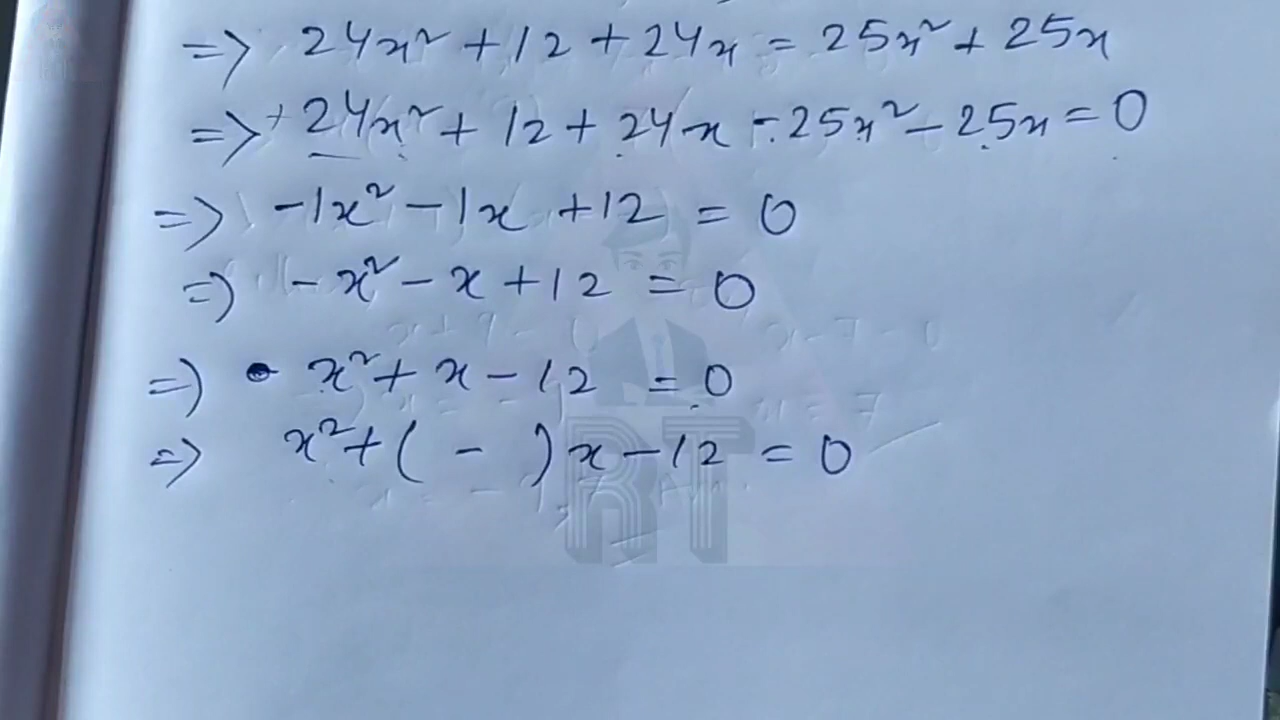 => 24x² + 12 + 24x = 25x² + 25x
=> + 24x² + 12 + 24x - 25x² - 25x = 0
=> -1x² - 1x + 12 = 0
=> - x² - x + 12 = 0
=> x² + x - 12 = 0
=> x² + ( - ) x - 12 = 0
RT